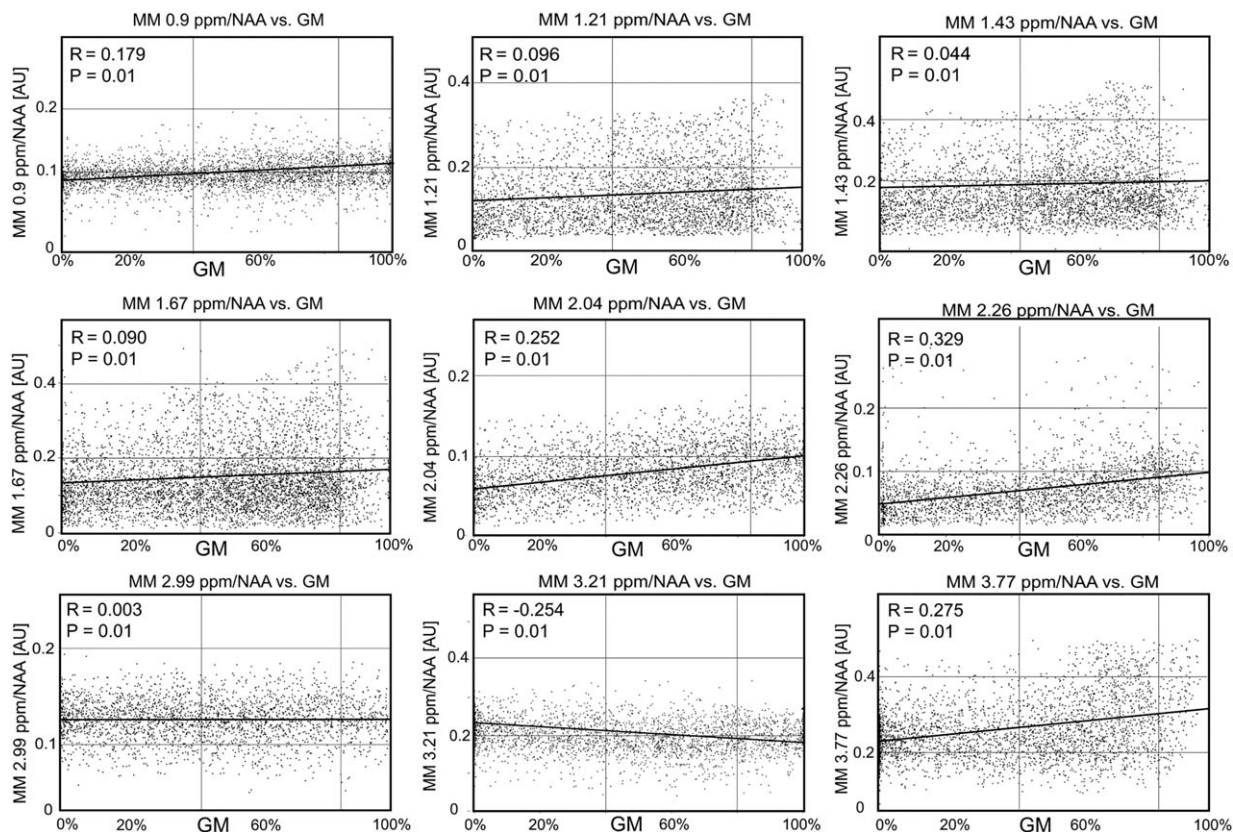 MM 0.9 ppm/NAA vs. GM
R = 0.179
P = 0.01
MM 0.9 ppm/NAA [AU]
0.2
0.1
0
0% 20% 60% 100%
GM
MM 1.21 ppm/NAA vs. GM
R = 0.096
P = 0.01
MM 1.21 ppm/NAA [AU]
0.4
0.2
0
0% 20% 60% 100%
GM
MM 1.43 ppm/NAA vs. GM
R = 0.044
P = 0.01
MM 1.43 ppm/NAA [AU]
0.4
0.2
0
0% 20% 60% 100%
GM
MM 1.67 ppm/NAA vs. GM
R = 0.090
P = 0.01
MM 1.67 ppm/NAA [AU]
0.4
0.2
0
0% 20% 60% 100%
GM
MM 2.04 ppm/NAA vs. GM
R = 0.252
P = 0.01
MM 2.04 ppm/NAA [AU]
0.2
0.1
0
0% 20% 60% 100%
GM
MM 2.26 ppm/NAA vs. GM
R = 0,329
P = 0.01
MM 2.26 ppm/NAA [AU]
0.2
0.1
0
0% 20% 60% 100%
GM
MM 2.99 ppm/NAA vs. GM
R = 0.003
P = 0.01
MM 2.99 ppm/NAA [AU]
0.2
0.1
0
0% 20% 60% 100%
GM
MM 3.21 ppm/NAA vs. GM
R = -0.254
P = 0.01
MM 3.21 ppm/NAA [AU]
0.4
0.2
0
0% 20% 60% 100%
GM
MM 3.77 ppm/NAA vs. GM
R = 0.275
P = 0.01
MM 3.77 ppm/NAA [AU]
0.4
0.2
0
0% 20% 60% 100%
GM